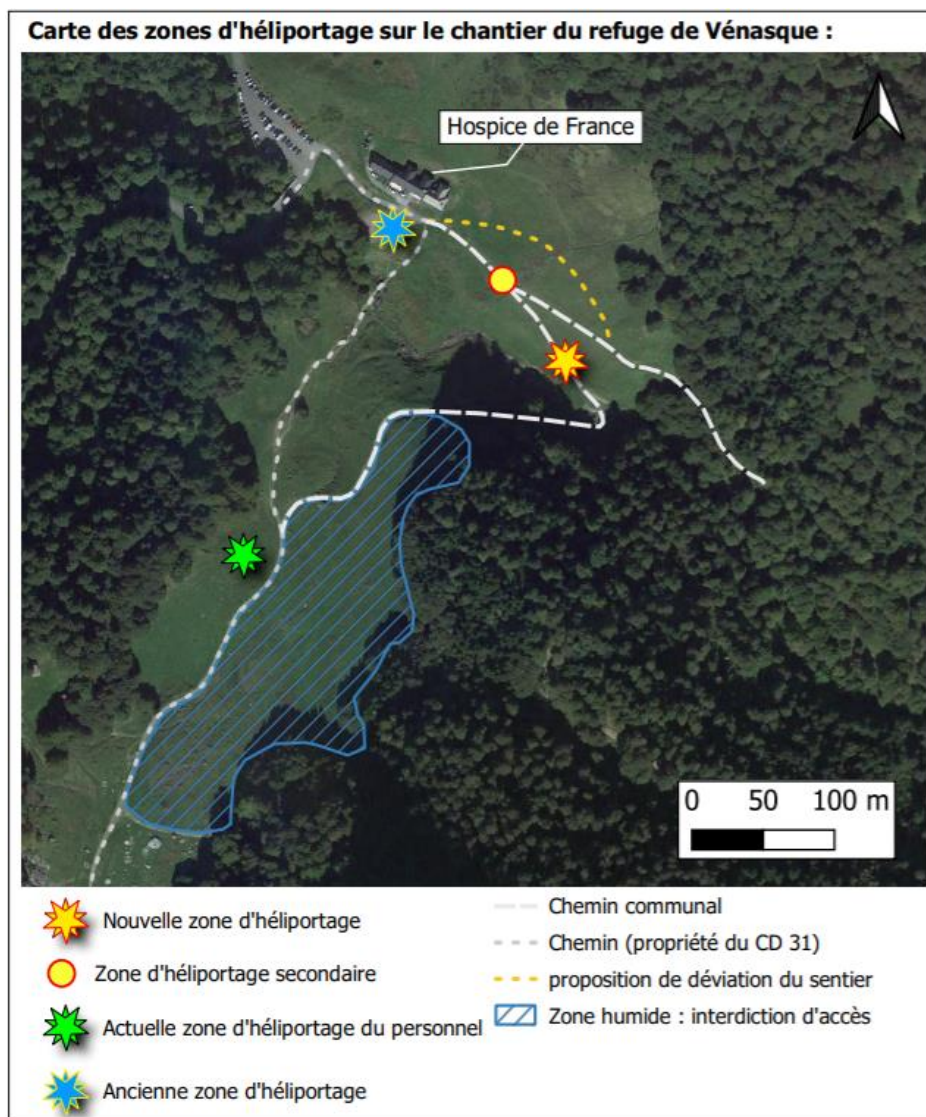 Carte des zones d'héliportage sur le chantier du refuge de Vénasque :
Hospice de France
0 50 100 m
Nouvelle zone d'héliportage
Zone d'héliportage secondaire
Actuelle zone d'héliportage du personnel
Ancienne zone d'héliportage
Chemin communal
Chemin (propriété du CD 31)
proposition de déviation du sentier
Zone humide : interdiction d'accès